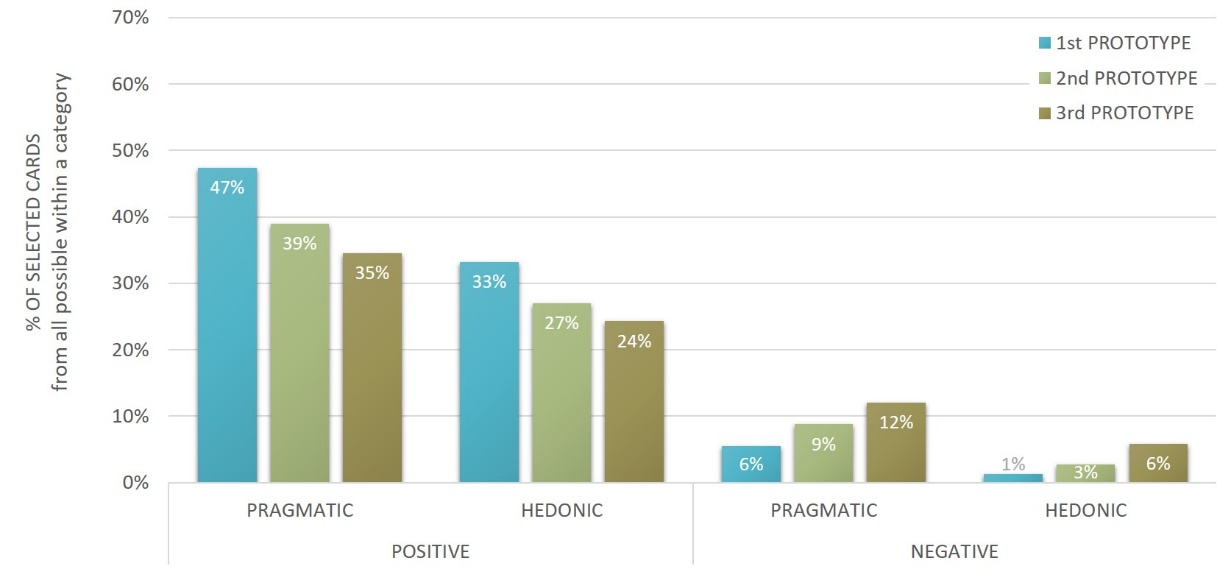 70%
60%
50%
40%
30%
20%
10%
0%
% OF SELECTED CARDS
from all possible within a category
1st PROTOTYPE
2nd PROTOTYPE
3rd PROTOTYPE
47%
39%
35%
33%
27%
24%
6%
9%
12%
1%
3%
6%
PRAGMATIC
HEDONIC
PRAGMATIC
HEDONIC
POSITIVE
NEGATIVE